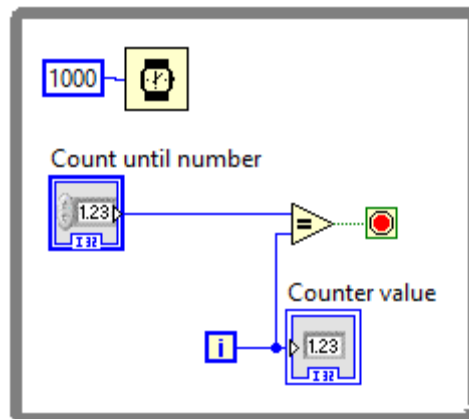 1000
Count until number
1.23
I32
=
Counter value
i
1.23
I32